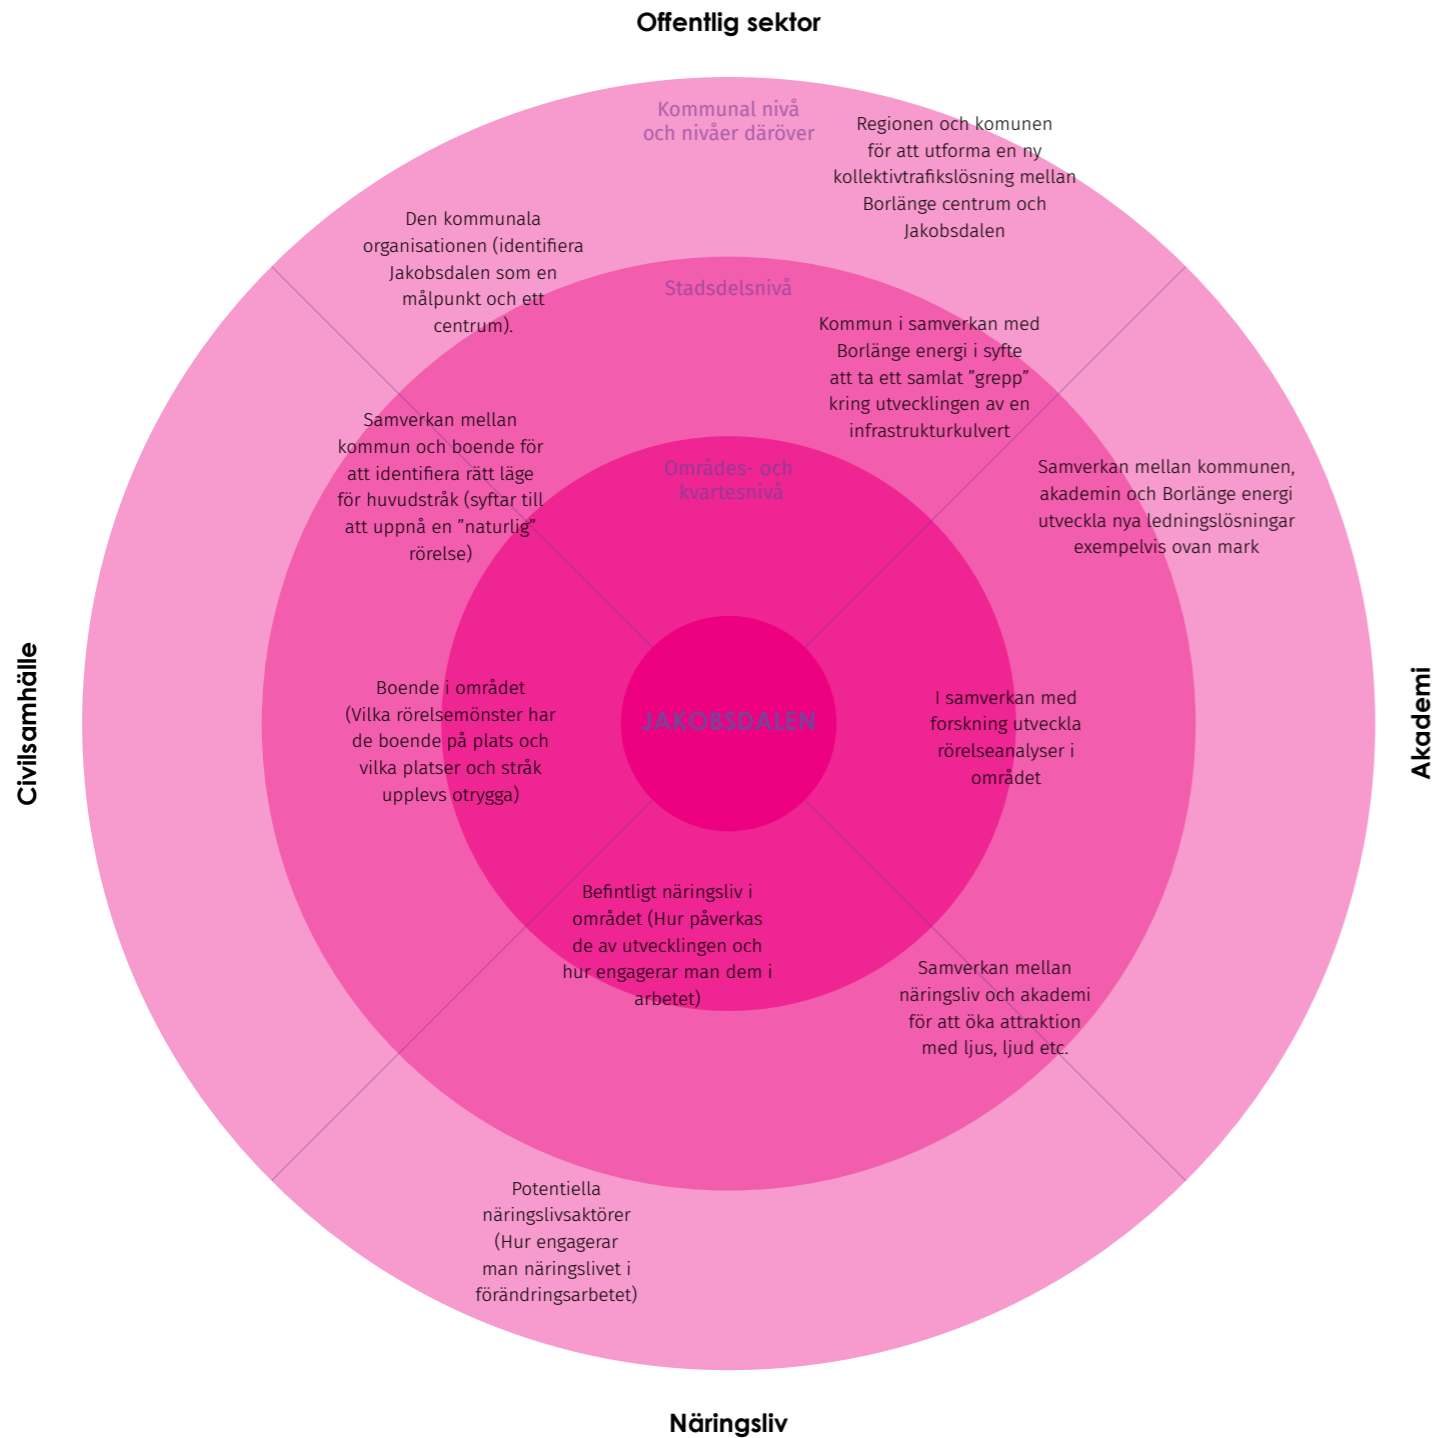 Offentlig sektor
Kommunal nivå
och nivåer däröver
Regionen och komunen
för att utforma en ny
kollektivtrafikslösning mellan
Borlänge centrum och
Jakobsdalen
Den kommunala
organisationen (identifiera
Jakobsdalen som en
målpunkt och ett
centrum).
Stadsdelsnivå
Kommun i samverkan med
Borlänge energi i syfte
att ta ett samlat ”grepp”
kring utvecklingen av en
infrastrukturkulvert
Samverkan mellan
kommun och boende för
att identifiera rätt läge
för huvudstråk (syftar till
att uppnå en ”naturlig”
rörelse)
Områdes- och
kvartesnivå
Samverkan mellan kommunen,
akademin och Borlänge energi
utveckla nya ledningslösningar
exempelvis ovan mark
Civilsamhälle
Boende i området
(Vilka rörelsemönster har
de boende på plats och
vilka platser och stråk
upplevs otrygga)
JAKOBSDALEN
I samverkan med
forskning utveckla
rörelseanalyser i
området
Akademi
Befintligt näringsliv i
området (Hur påverkas
de av utvecklingen och
hur engagerar man dem i
arbetet)
Samverkan mellan
näringsliv och akademi
för att öka attraktion
med ljus, ljud etc.
Potentiella
näringslivsaktörer
(Hur engagerar
man näringslivet i
förändringsarbetet)
Näringsliv